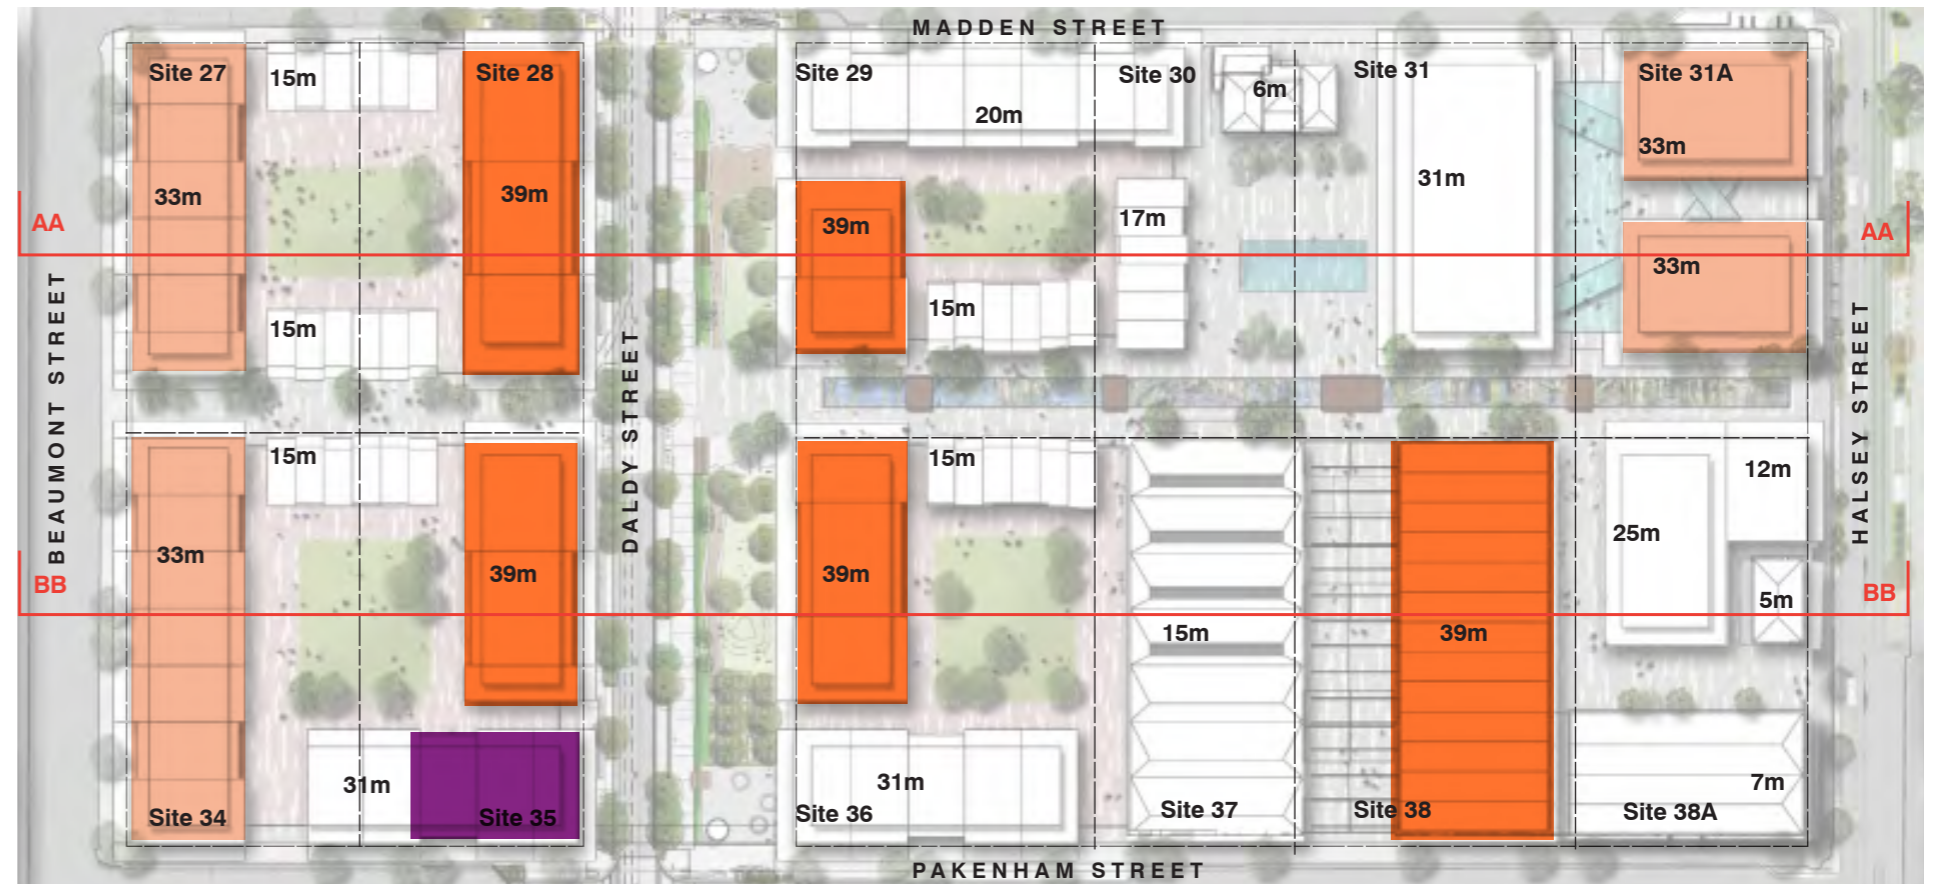 MADDEN STREET
Site 27
15m
Site 28
Site 29
Site 30
6m
Site 31
Site 31A
20m
33m
33m
39m
39m
17m
31m
AA
AA
33m
15m
15m
BEAUMONT STREET
DALDY STREET
HALSEY STREET
15m
15m
12m
33m
39m
39m
25m
BB
BB
5m
15m
39m
31m
31m
7m
Site 34
Site 35
Site 36
Site 37
Site 38
Site 38A
PAKENHAM STREET